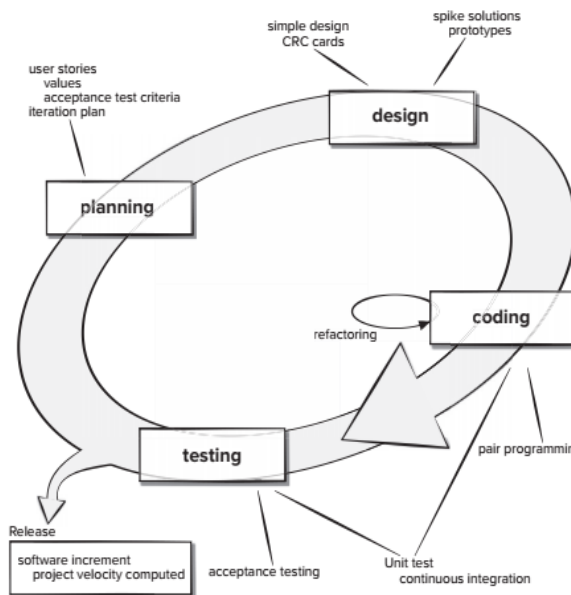 spike solutions
prototypes
simple design
CRC cards
user stories
values
acceptance test criteria
iteration plan
design
planning
coding
refactoring
testing
pair programmin
Release
software increment
project velocity computed
acceptance testing
Unit test
continuous integration